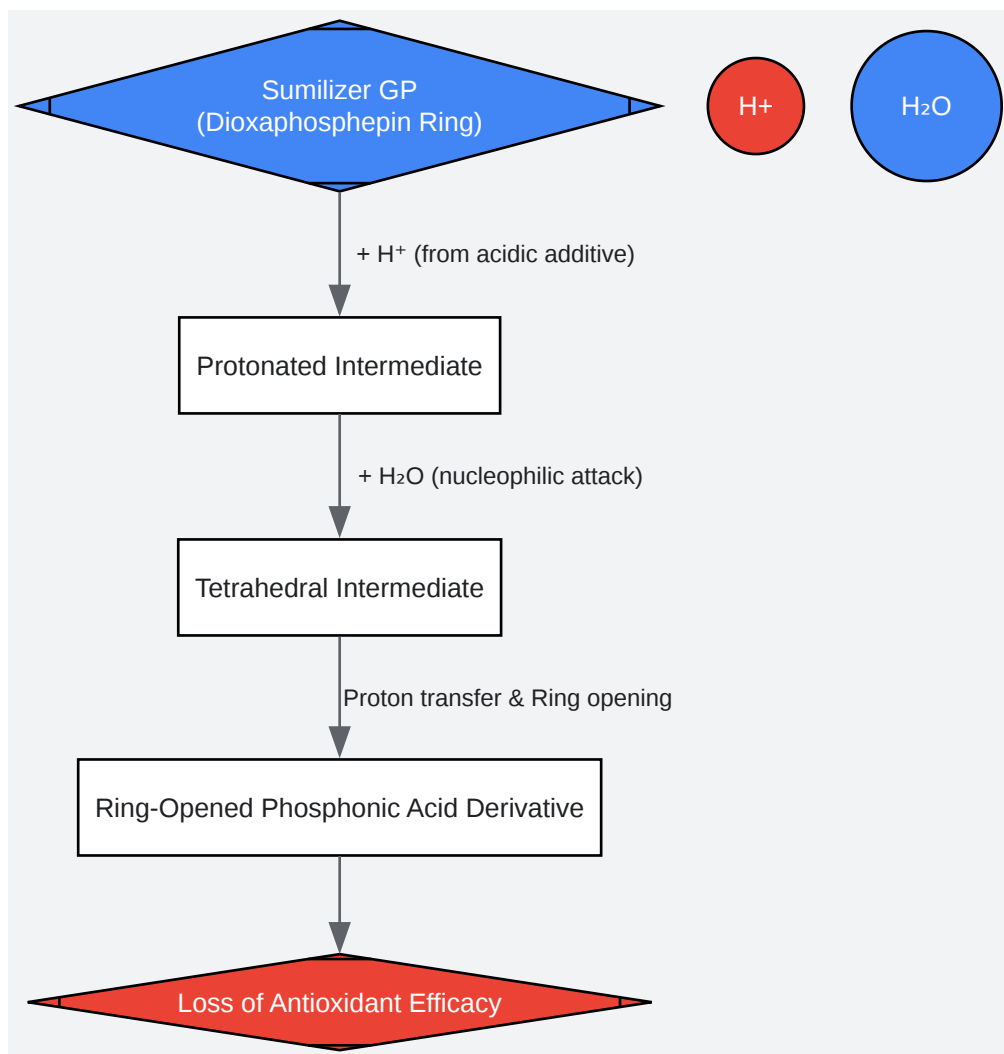 Sumilizer GP
(Dioxaphosphepin Ring)
H+
H₂O
+ H⁺ (from acidic additive)
Protonated Intermediate
+ H₂O (nucleophilic attack)
Tetrahedral Intermediate
Proton transfer & Ring opening
Ring-Opened Phosphonic Acid Derivative
Loss of Antioxidant Efficacy